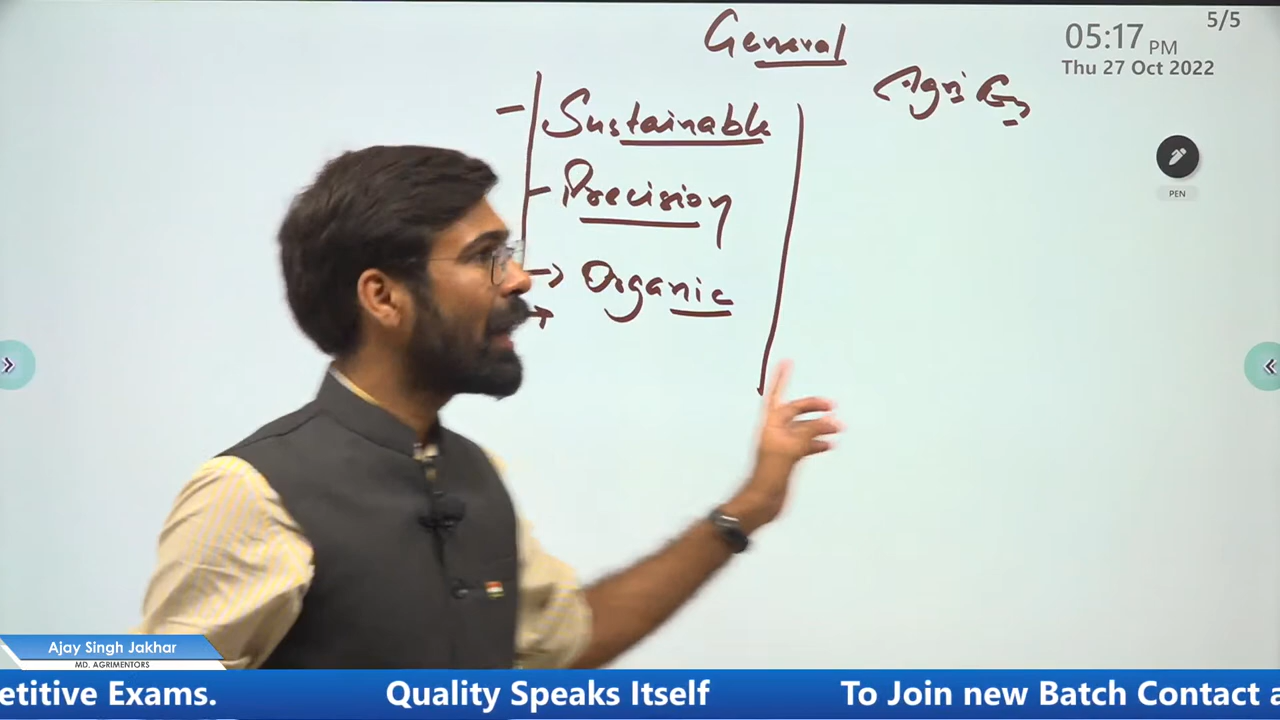 General
5/5
05:17 PM
Thu 27 Oct 2022
Agri
Sustainable
Precision
Organic
PEN
Ajay Singh Jakhar
MD. AGRIMENTORS
etitive Exams. Quality Speaks Itself To Join new Batch Contact a